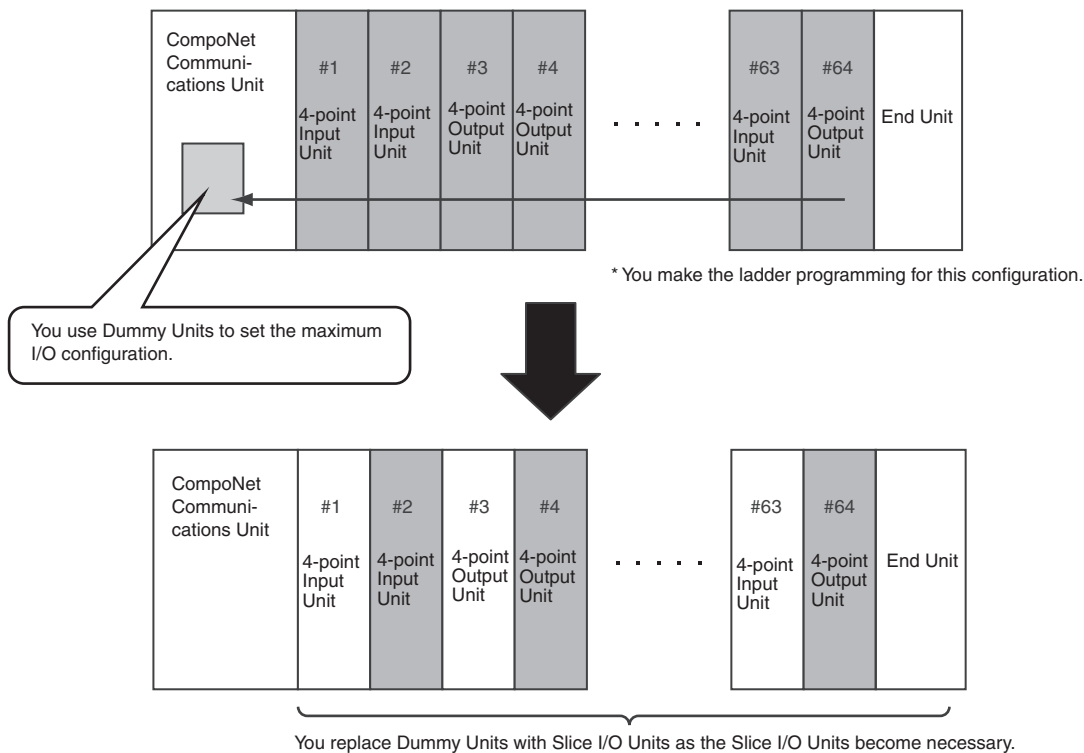 CompoNet
Communi-
cations Unit
#1
#2
#3
#4
#63
#64
4-point
Input
Unit
4-point
Input
Unit
4-point
Output
Unit
4-point
Output
Unit
. . . . .
4-point
Input
Unit
4-point
Output
Unit
End Unit
* You make the ladder programming for this configuration.
You use Dummy Units to set the maximum
I/O configuration.
CompoNet
Communi-
cations Unit
#1
#2
#3
#4
#63
#64
4-point
Input
Unit
4-point
Input
Unit
4-point
Output
Unit
4-point
Output
Unit
. . . . .
4-point
Input
Unit
4-point
Output
Unit
End Unit
You replace Dummy Units with Slice I/O Units as the Slice I/O Units become necessary.